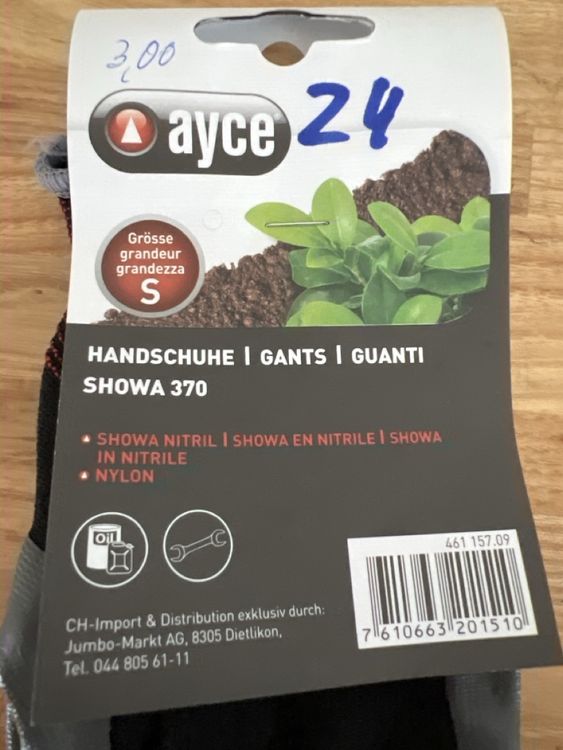 3,00
ayce
24
Grösse
grandeur
grandezza
S
HANDSCHUHE | GANTS | GUANTI
SHOWA 370
SHOWA NITRIL | SHOWA EN NITRILE | SHOWA
IN NITRILE
NYLON
Oil
461 157.09
7 610663 201510
CH-Import & Distribution exklusiv durch:
Jumbo-Markt AG, 8305 Dietlikon,
Tel. 044 805 61-11